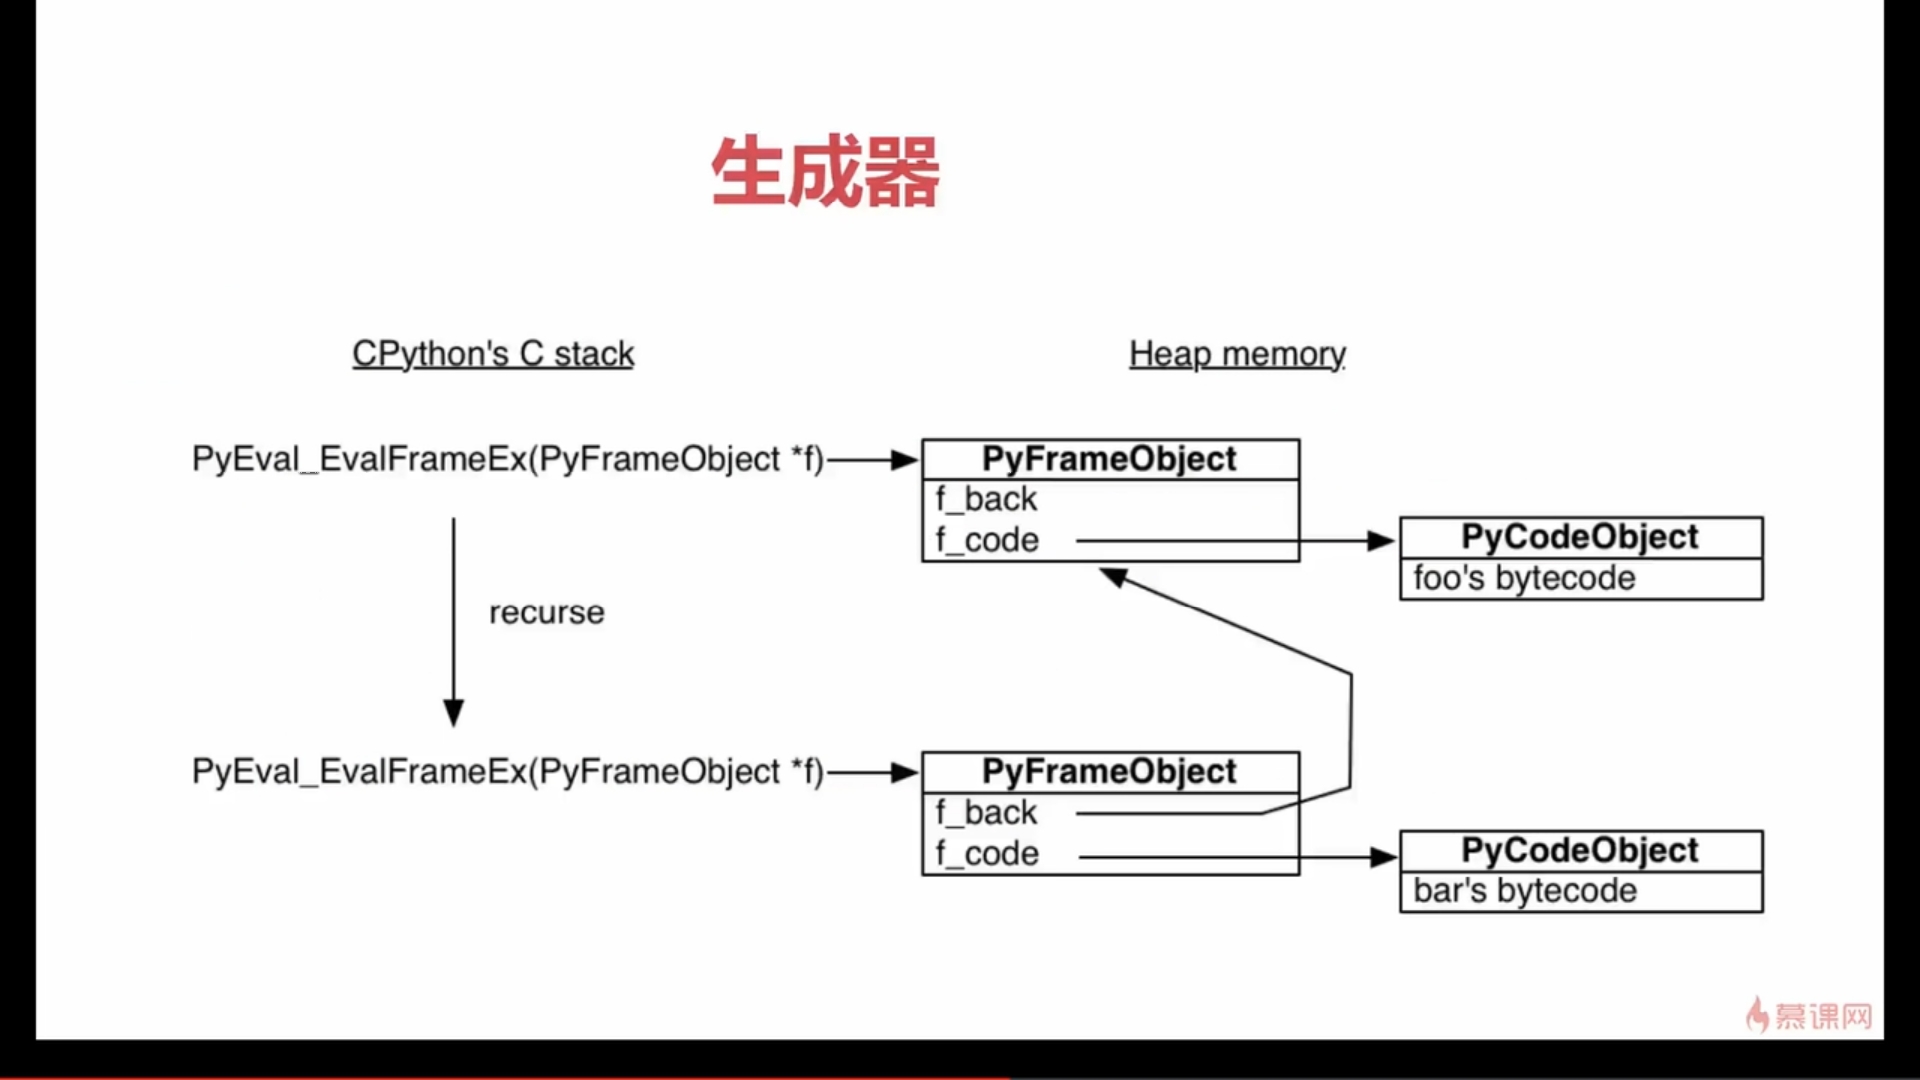 生成器
CPython's C stack
Heap memory
PyEval_EvalFrameEx(PyFrameObject *f)
PyFrameObject
f_back
f_code
PyCodeObject
foo's bytecode
recurse
PyEval_EvalFrameEx(PyFrameObject *f)
PyFrameObject
f_back
f_code
PyCodeObject
bar's bytecode
慕课网